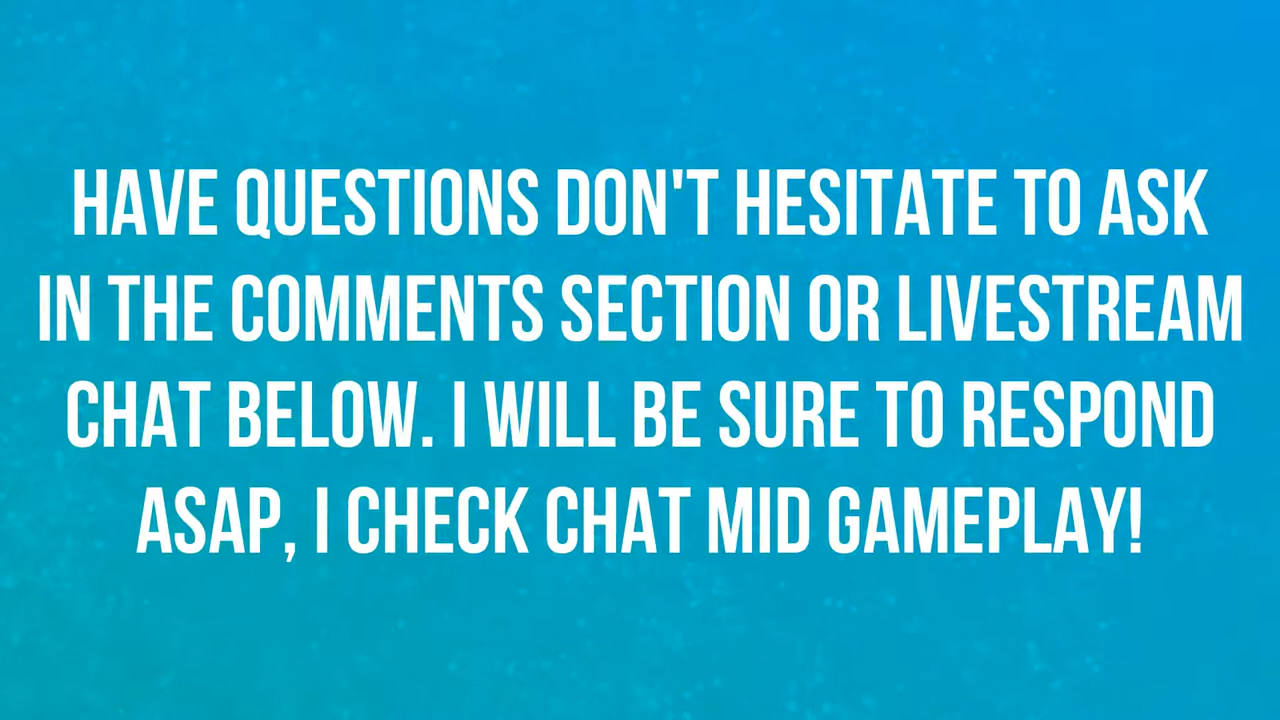 HAVE QUESTIONS DON'T HESITATE TO ASK
IN THE COMMENTS SECTION OR LIVESTREAM
CHAT BELOW. I WILL BE SURE TO RESPOND
ASAP, I CHECK CHAT MID GAMEPLAY!